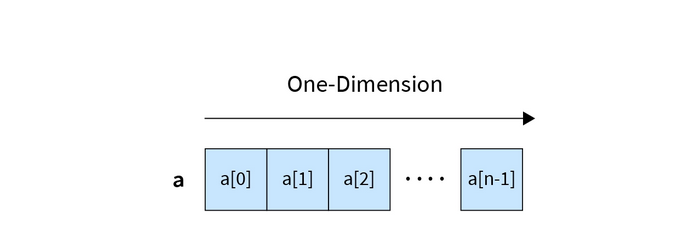 One-Dimension
a a[0] a[1] a[2] .... a[n-1]